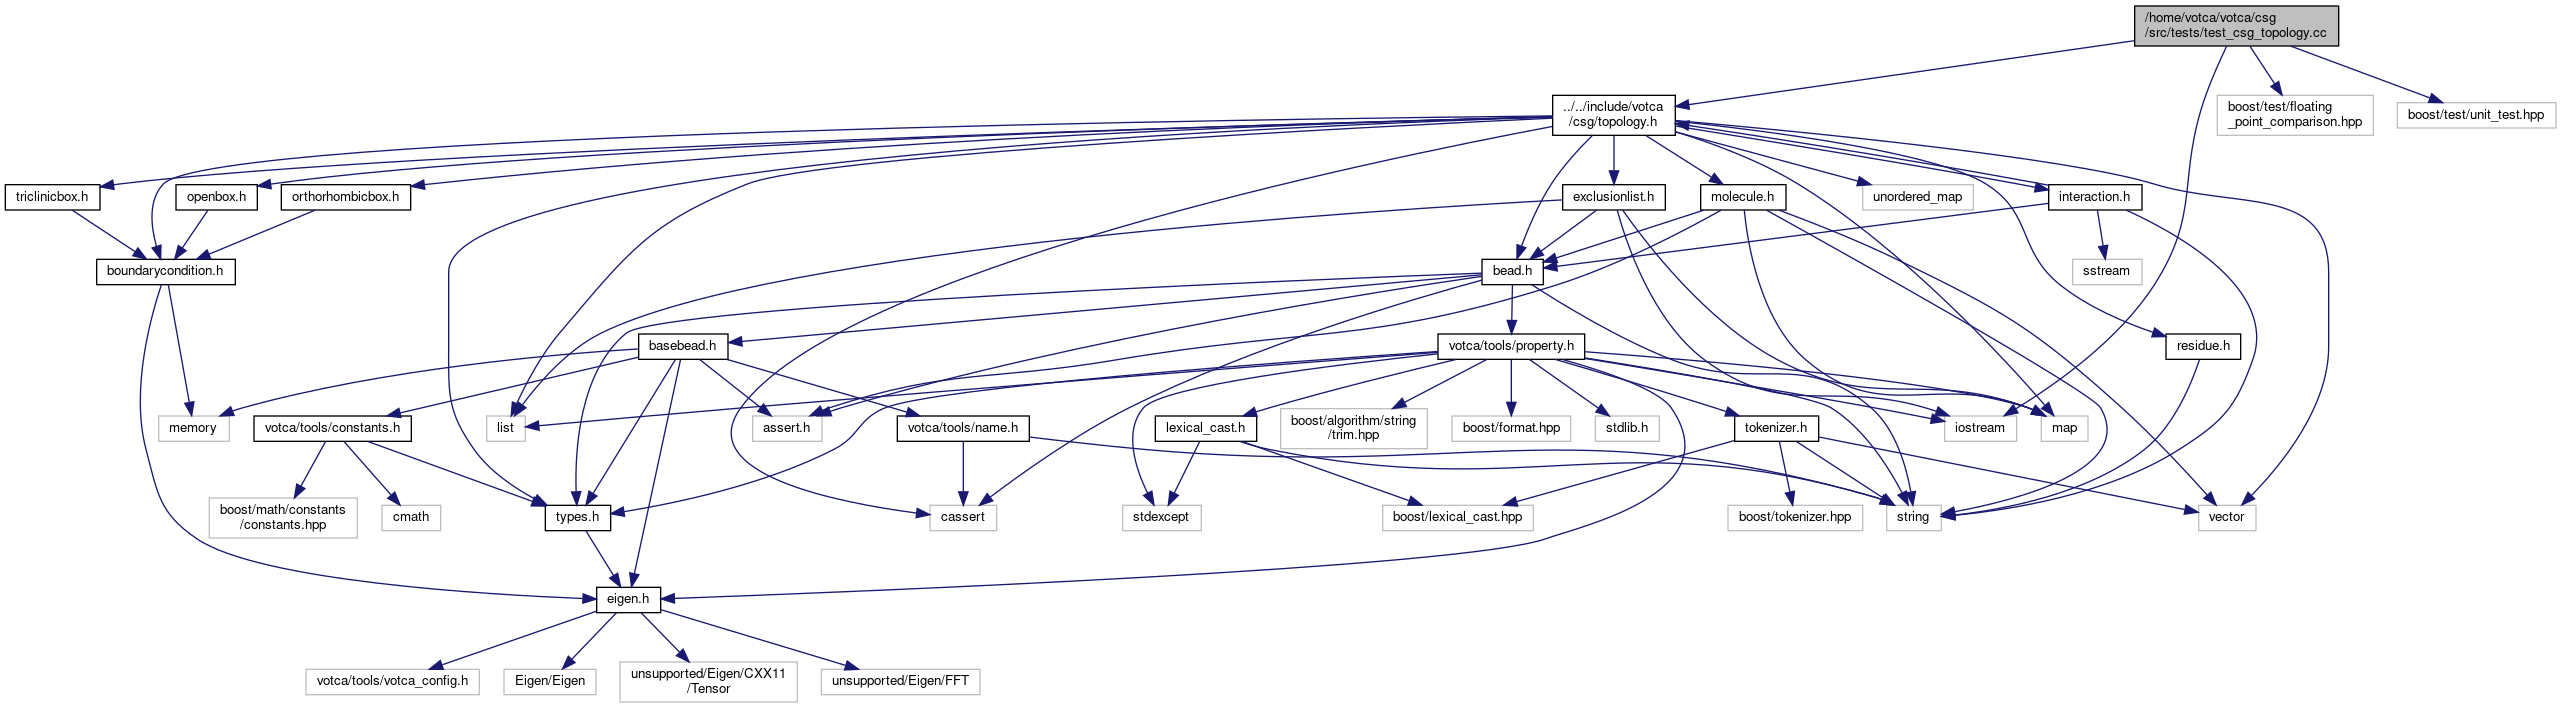 /home/votca/votca/csg
/src/tests/test_csg_topology.cc
../../include/votca
/csg/topology.h
boost/test/floating
_point_comparison.hpp
boost/test/unit_test.hpp
triclinicbox.h
openbox.h
orthorhombicbox.h
exclusionlist.h
molecule.h
unordered_map
interaction.h
boundarycondition.h
bead.h
sstream
basebead.h
votca/tools/property.h
residue.h
memory
votca/tools/constants.h
list
assert.h
votca/tools/name.h
lexical_cast.h
boost/algorithm/string
/trim.hpp
boost/format.hpp
stdlib.h
tokenizer.h
iostream
map
boost/math/constants
/constants.hpp
cmath
types.h
cassert
stdexcept
boost/lexical_cast.hpp
boost/tokenizer.hpp
string
vector
eigen.h
votca/tools/votca_config.h
Eigen/Eigen
unsupported/Eigen/CXX11
/Tensor
unsupported/Eigen/FFT